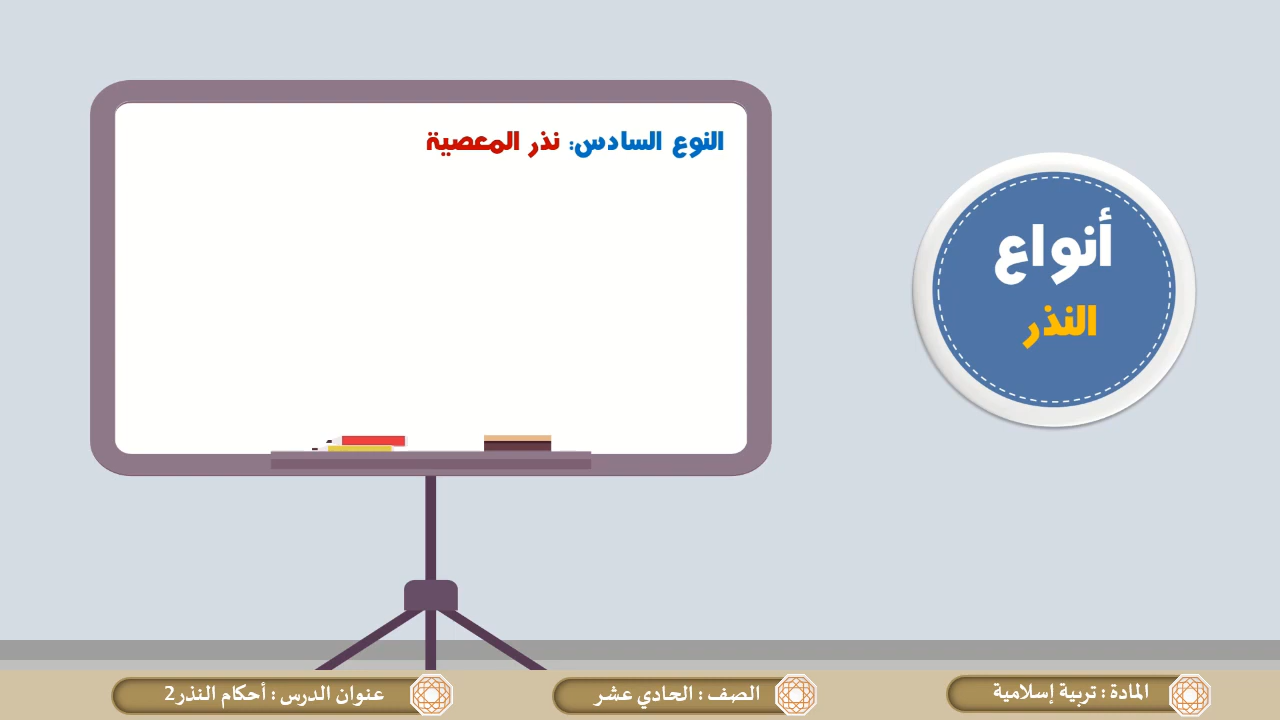 أنواع
النذر
النوع السادس: نذر المعصية
المادة : تربية إسلامية
الصف : الحادي عشر
عنوان الدرس : أحكام النذر2